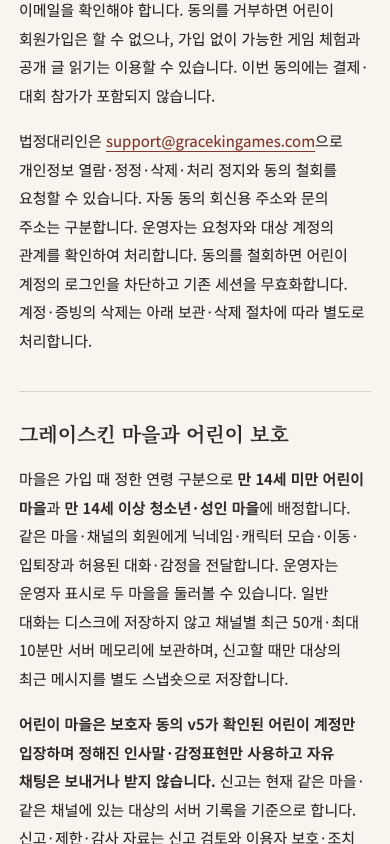 이메일을 확인해야 합니다. 동의를 거부하면 어린이
회원가입은 할 수 없으나, 가입 없이 가능한 게임 체험과
공개 글 읽기는 이용할 수 있습니다. 이번 동의에는 결제·
대회 참가가 포함되지 않습니다.
법정대리인은 support@gracekingames.com으로
개인정보 열람·정정·삭제·처리 정지와 동의 철회를
요청할 수 있습니다. 자동 동의 회신용 주소와 문의
주소는 구분합니다. 운영자는 요청자와 대상 계정의
관계를 확인하여 처리합니다. 동의를 철회하면 어린이
계정의 로그인을 차단하고 기존 세션을 무효화합니다.
계정·증빙의 삭제는 아래 보관·삭제 절차에 따라 별도로
처리합니다.
그레이스킨 마을과 어린이 보호
마을은 가입 때 정한 연령 구분으로 만 14세 미만 어린이
마을과 만 14세 이상 청소년·성인 마을에 배정합니다.
같은 마을·채널의 회원에게 닉네임·캐릭터 모습·이동·
입퇴장과 허용된 대화·감정을 전달합니다. 운영자는
운영자 표시로 두 마을을 둘러볼 수 있습니다. 일반
대화는 디스크에 저장하지 않고 채널별 최근 50개·최대
10분만 서버 메모리에 보관하며, 신고할 때만 대상의
최근 메시지를 별도 스냅숏으로 저장합니다.
어린이 마을은 보호자 동의 v5가 확인된 어린이 계정만
입장하며 정해진 인사말·감정표현만 사용하고 자유
채팅은 보내거나 받지 않습니다. 신고는 현재 같은 마을·
같은 채널에 있는 대상의 서버 기록을 기준으로 합니다.
신고·제한·감사 자료는 신고 검토와 이용자 보호·조치